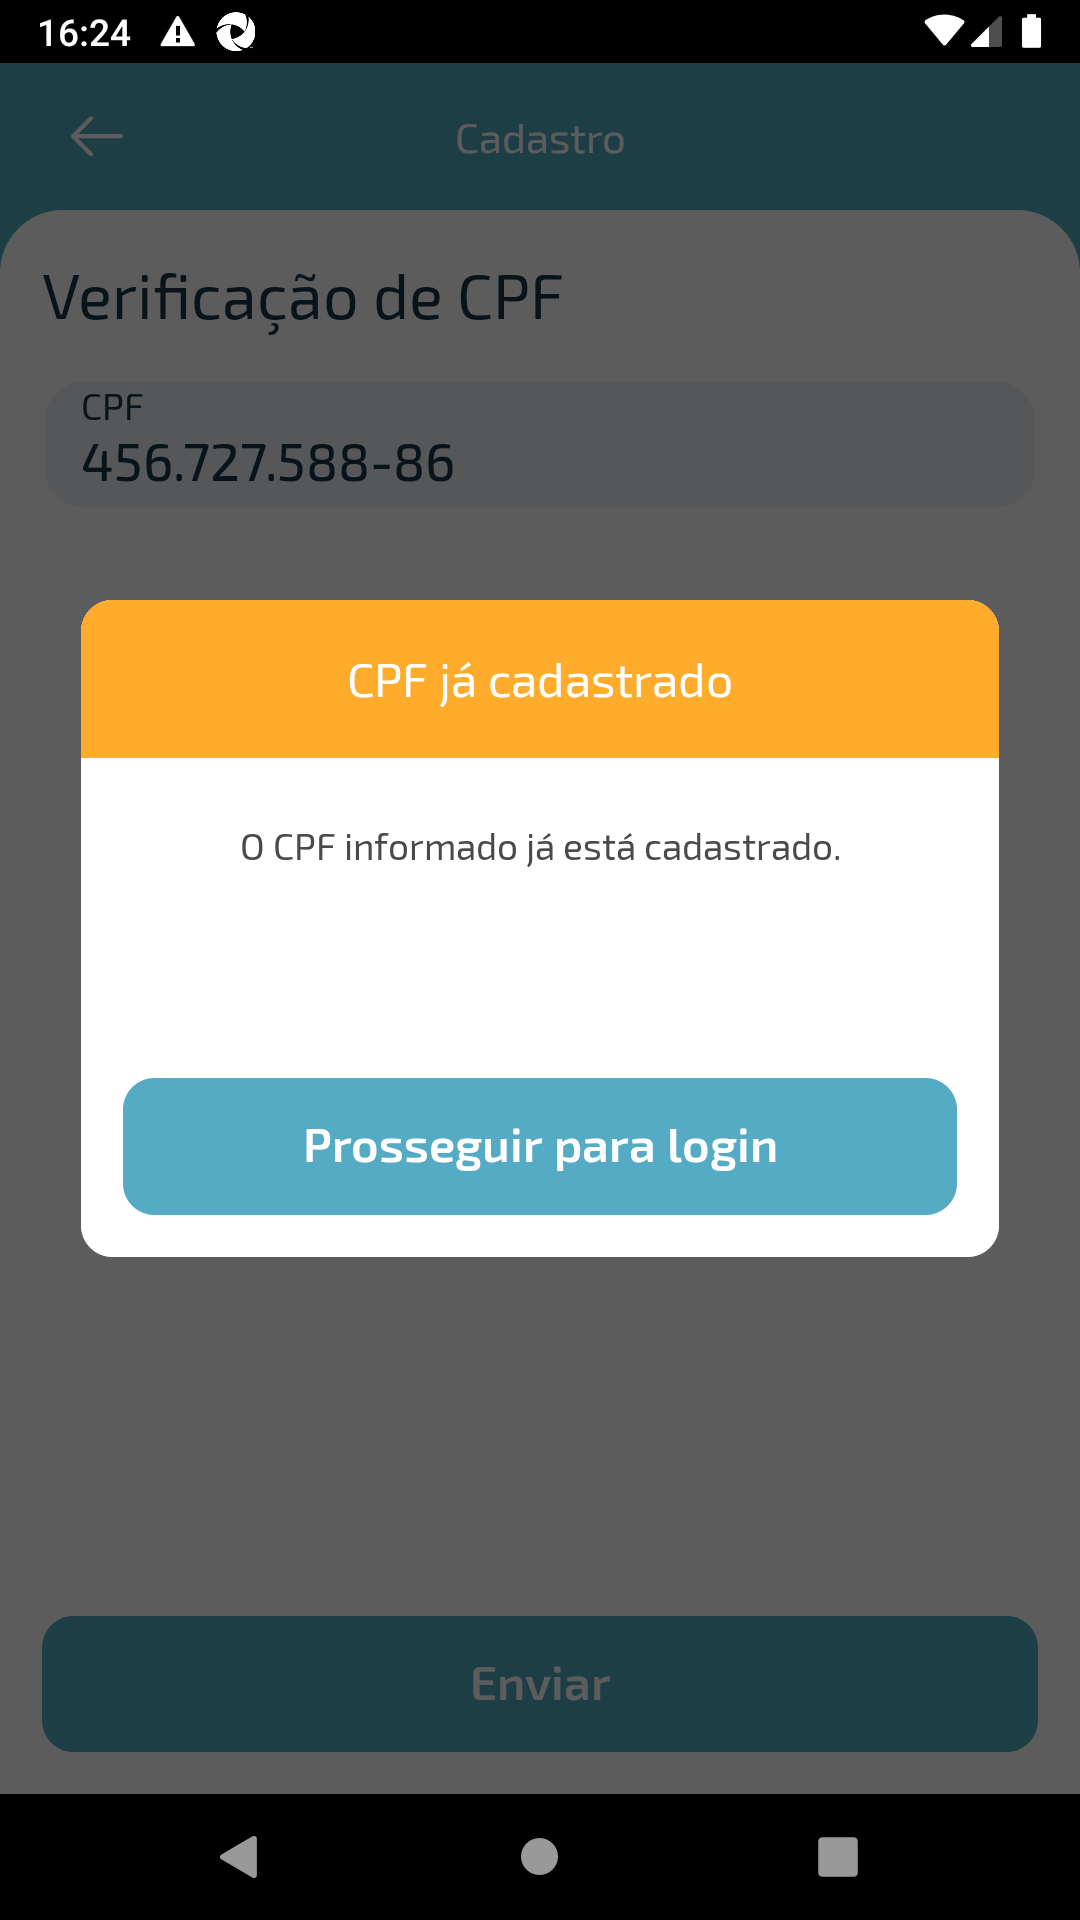 16:24
Cadastro
Verificação de CPF
CPF
456.727.588-86
CPF já cadastrado
O CPF informado já está cadastrado.
Prosseguir para login
Enviar